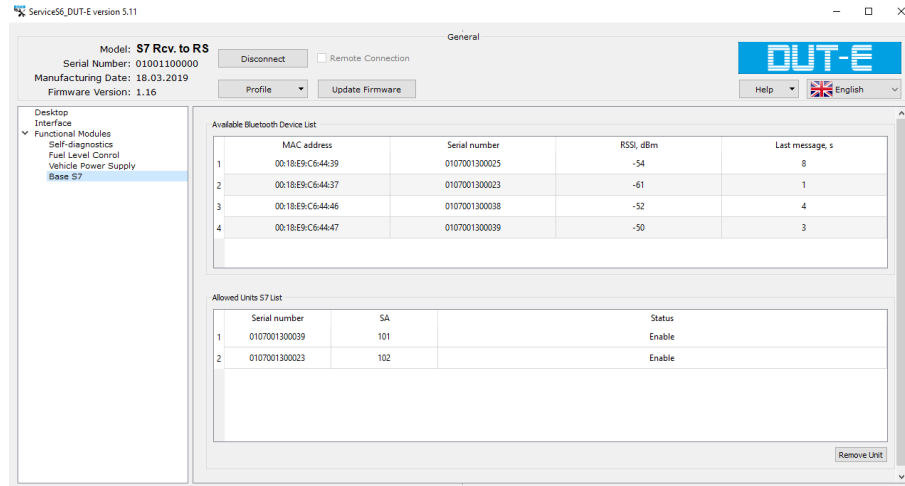 ServiceS6_DUT-E version 5.11
General
Model: S7 Rcv. to RS
Serial Number: 01001100000
Manufacturing Date: 18.03.2019
Firmware Version: 1.16
Disconnect
Remote Connection
Profile
Update Firmware
DUT-E
Help
English
Desktop
Interface
Functional Modules
Self-diagnostics
Fuel Level Conrol
Vehicle Power Supply
Base S7
Available Bluetooth Device List
MAC address Serial number RSSI, dBm Last message, s
1 00:18:E9:C6:44:39 0107001300025 -54 8
2 00:18:E9:C6:44:37 0107001300023 -61 1
3 00:18:E9:C6:44:46 0107001300038 -52 4
4 00:18:E9:C6:44:47 0107001300039 -50 3
Allowed Units S7 List
Serial number SA Status
1 0107001300039 101 Enable
2 0107001300023 102 Enable
Remove Unit